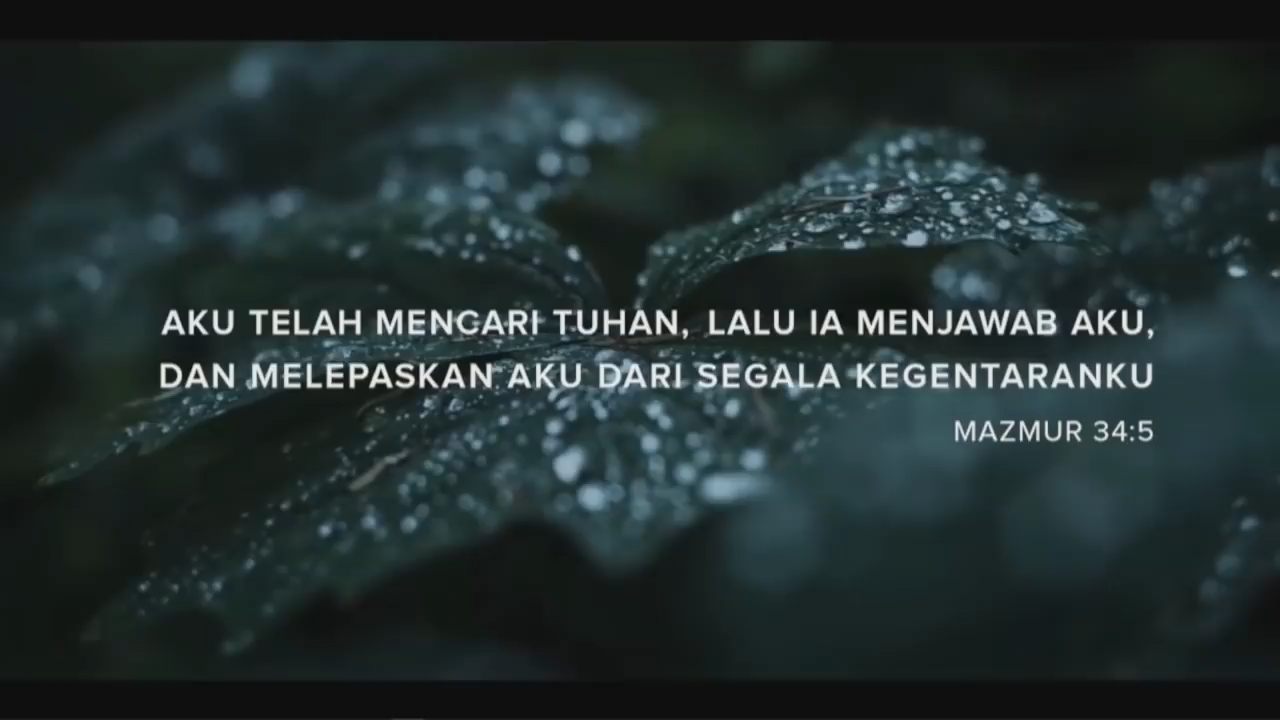 AKU TELAH MENCARI TUHAN, LALU IA MENJAWAB AKU,
DAN MELEPASKAN AKU DARI SEGALA KEGENTARANKU
MAZMUR 34:5